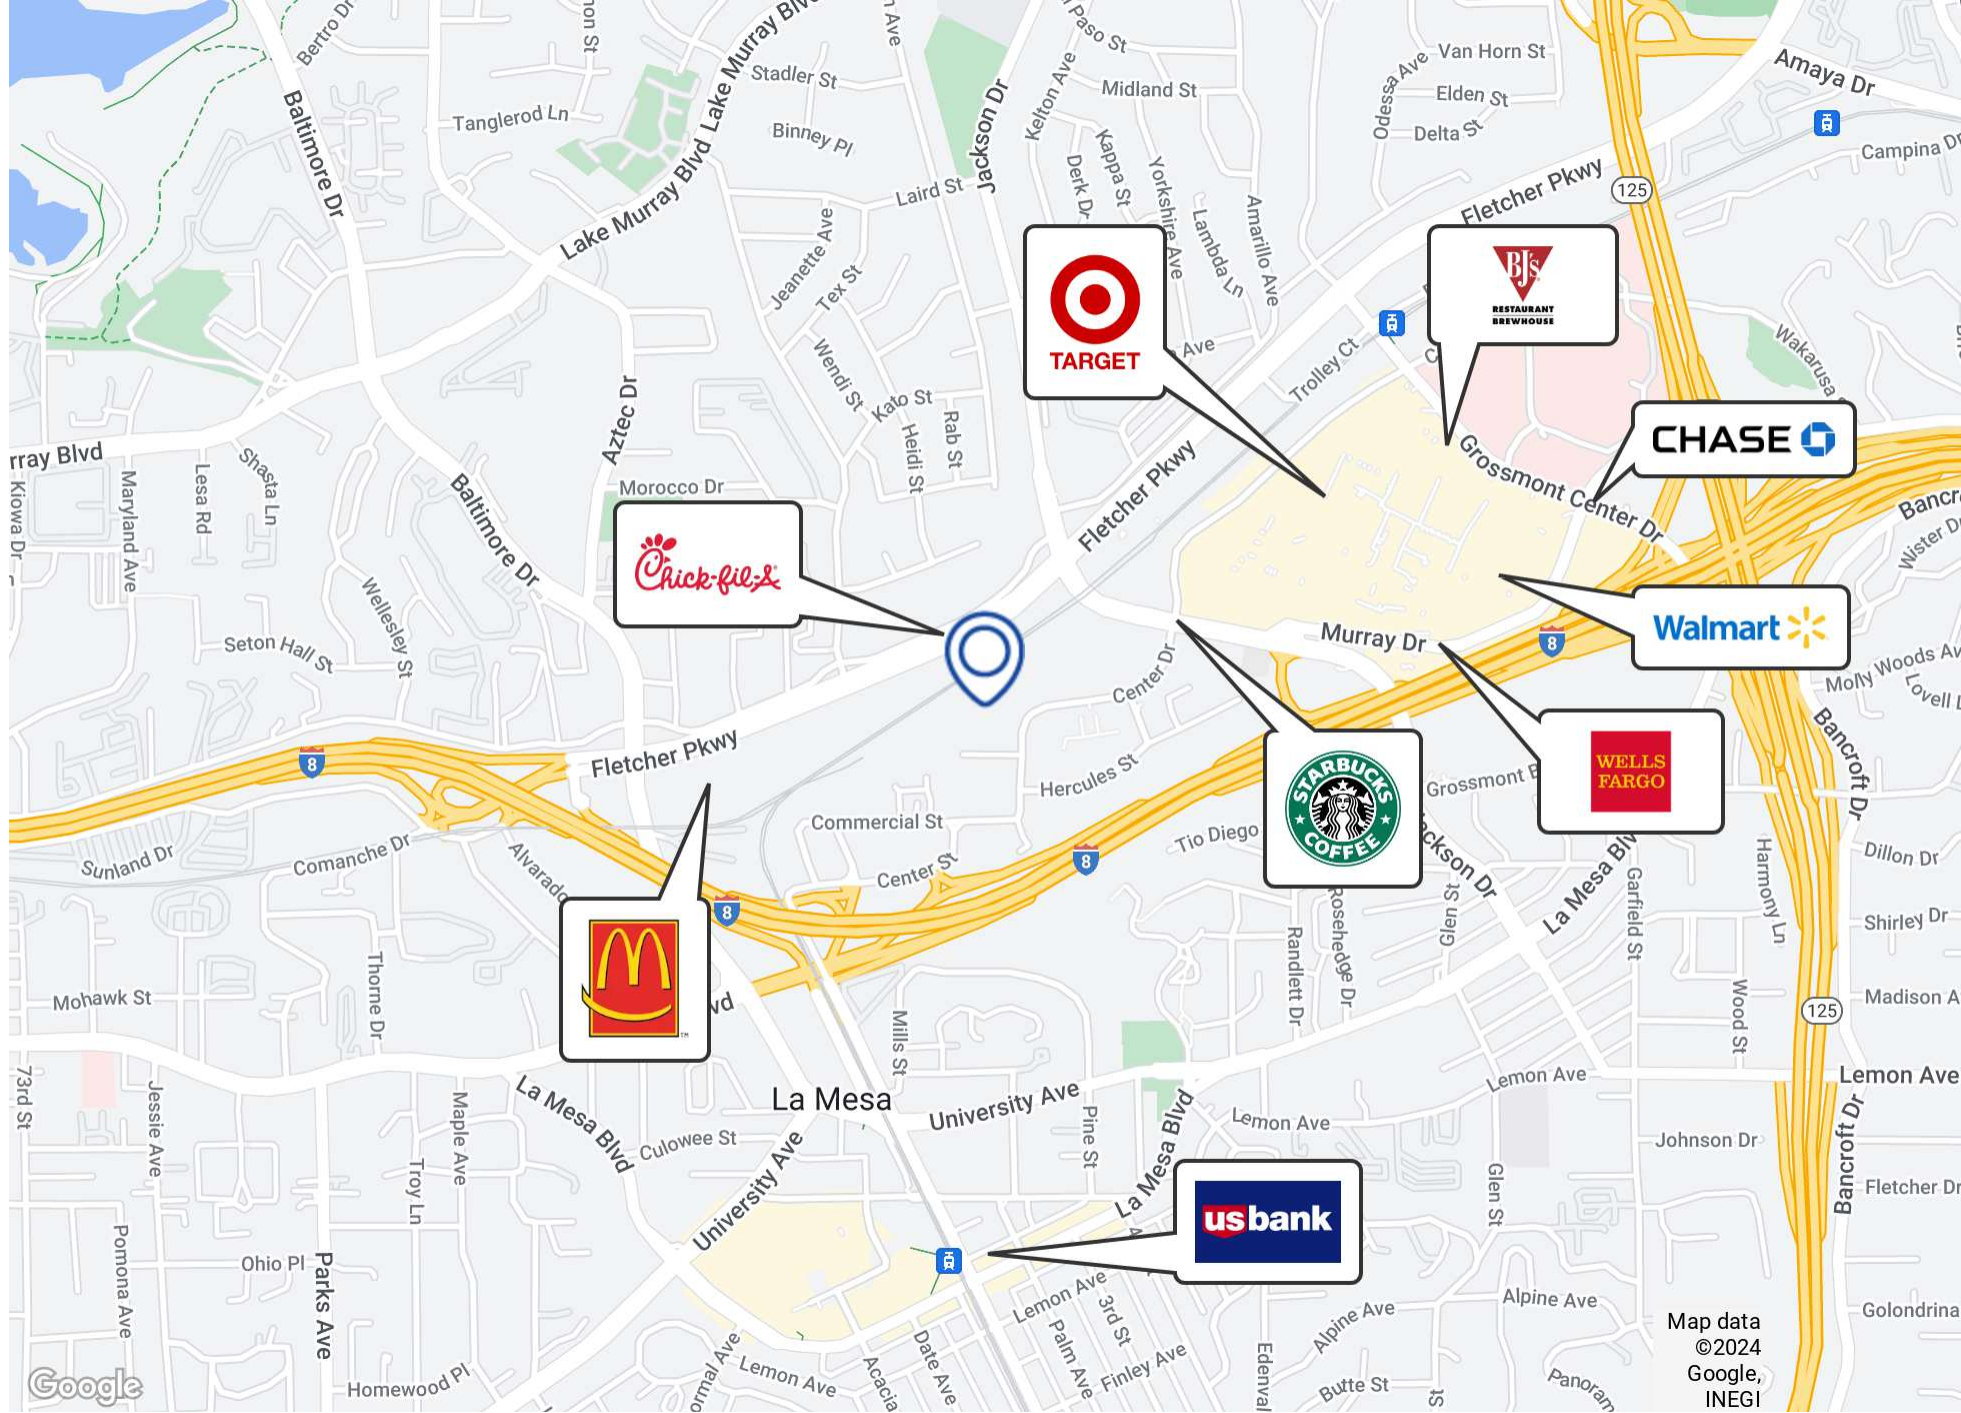 Bertro Dr
Baltimore Dr
Tanglerod Ln
Lake Murray Blvd
Lake Murray Blvd
Stadler St
Binney Pl
Laird St
Jackson Dr
Kelton Ave
Paso St
Midland St
Kappa St
Derk Dr
Yorkshire Ave
Lambda Ln
Amarillo Ave
Odessa Ave
Van Horn St
Elden St
Delta St
Amaya Dr
Campina Dr
125
Fletcher Pkwy
Jeanette Ave
Tex St
TARGET
BJ's
RESTAURANT
BREWHOUSE
Ave
Trolley Ct
Wakarusa
Wendi St
Kato St
Heidi St
Rab St
Aztec Dr
Morocco Dr
rray Blvd
Kiowa Dr
Maryland Ave
Lesa Rd
Shasta Ln
Baltimore Dr
Fletcher Pkwy
Grossmont Center Dr
CHASE
Bancr
Wister D
Chick-fil-A
Wellesley St
Seton Hall St
Murray Dr
8
Walmart
Center Dr
Molly Woods Av
Lovell L
Bancroft Dr
8
Fletcher Pkwy
Hercules St
STARBUCKS
COFFEE
Grossmont B
WELLS
FARGO
Sunland Dr
Comanche Dr
Alvarado
Commercial St
Center St
8
Tio Diego
Jackson Dr
La Mesa Blv
Harmony Ln
Dillon Dr
8
Glen St
Garfield St
Shirley Dr
Rosehedge Dr
Randlett Dr
Mohawk St
Thorne Dr
vd
Mills St
Wood St
125
Madison A
73rd St
Jessie Ave
Maple Ave
La Mesa Blvd
La Mesa
University Ave
Pine St
Lemon Ave
Lemon Ave
Lemon Ave
Culowee St
University Ave
La Mesa Blvd
Johnson Dr
Bancroft Dr
Troy Ln
Glen St
Fletcher Dr
usbank
Pomona Ave
Ohio Pl
Parks Ave
Lemon Ave
3rd St
Alpine Ave
Alpine Ave
Golondrina
Map data
©2024
Google,
INEGI
Google
Homewood Pl
ormal Ave
Lemon Ave
Acacia
Date Ave
Palm Ave
Finley Ave
Edenval
Butte St
St
Panoram